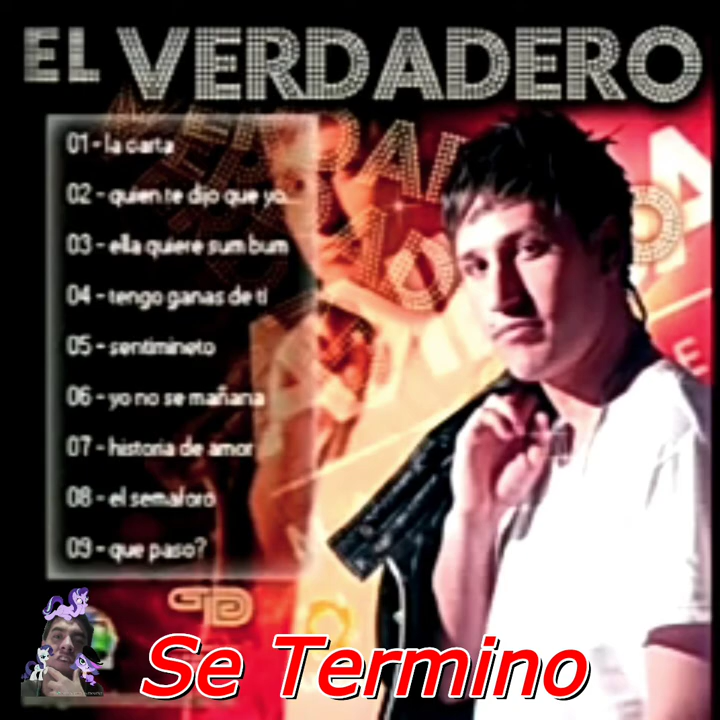 EL VERDADERO
01 - la carta
02 - quien te dijo que yo...
03 - ella quiere sum bum
04 - tengo ganas de ti
05 - sentimineto
06 - yo no se mañana
07 - historia de amor
08 - el semaforo
09 - que paso?
Se Termino